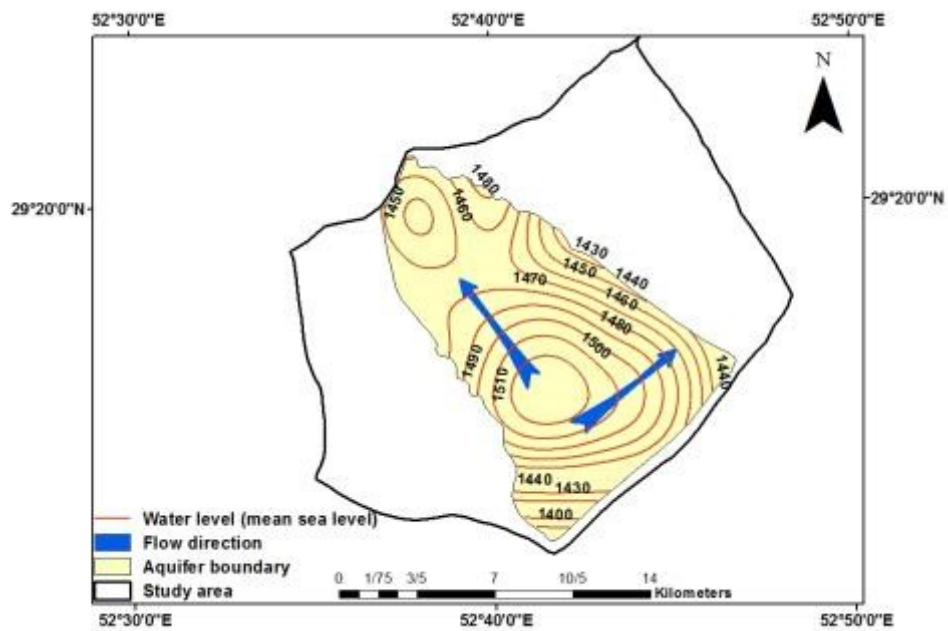 52°30'0"E 52°40'0"E 52°50'0"E
N
29°20'0"N
29°20'0"N
1450
1460
1480
1430
1450
1440
1470
1460
1480
1500
1490
1510
1440
1440
1430
1400
Water level (mean sea level)
Flow direction
Aquifer boundary
Study area
0 1/75 3/5 7 10/5 14
Kilometers
52°30'0"E 52°40'0"E 52°50'0"E